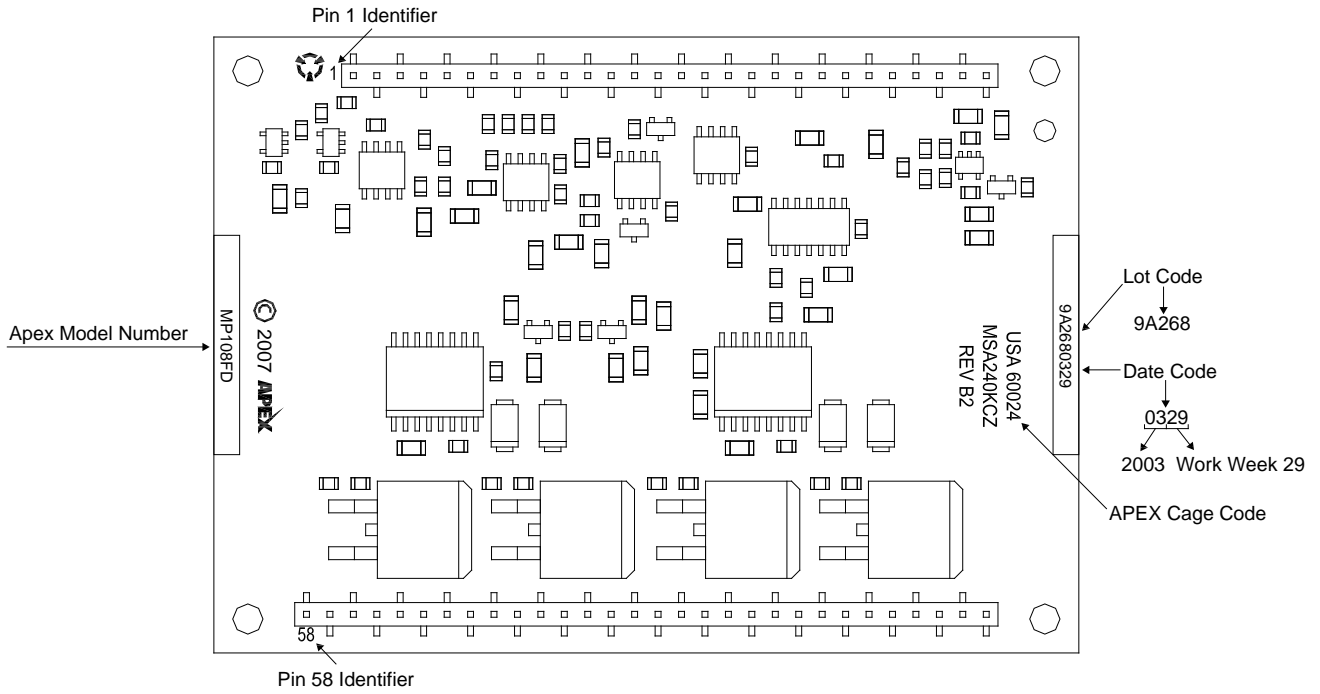 Pin 1 Identifier
1
Apex Model Number
MP108FD
© 2007 APEX
USA 60024
MSA240KCZ
REV B2
9A2680329
Lot Code
9A268
Date Code
0329
2003 Work Week 29
APEX Cage Code
58
Pin 58 Identifier